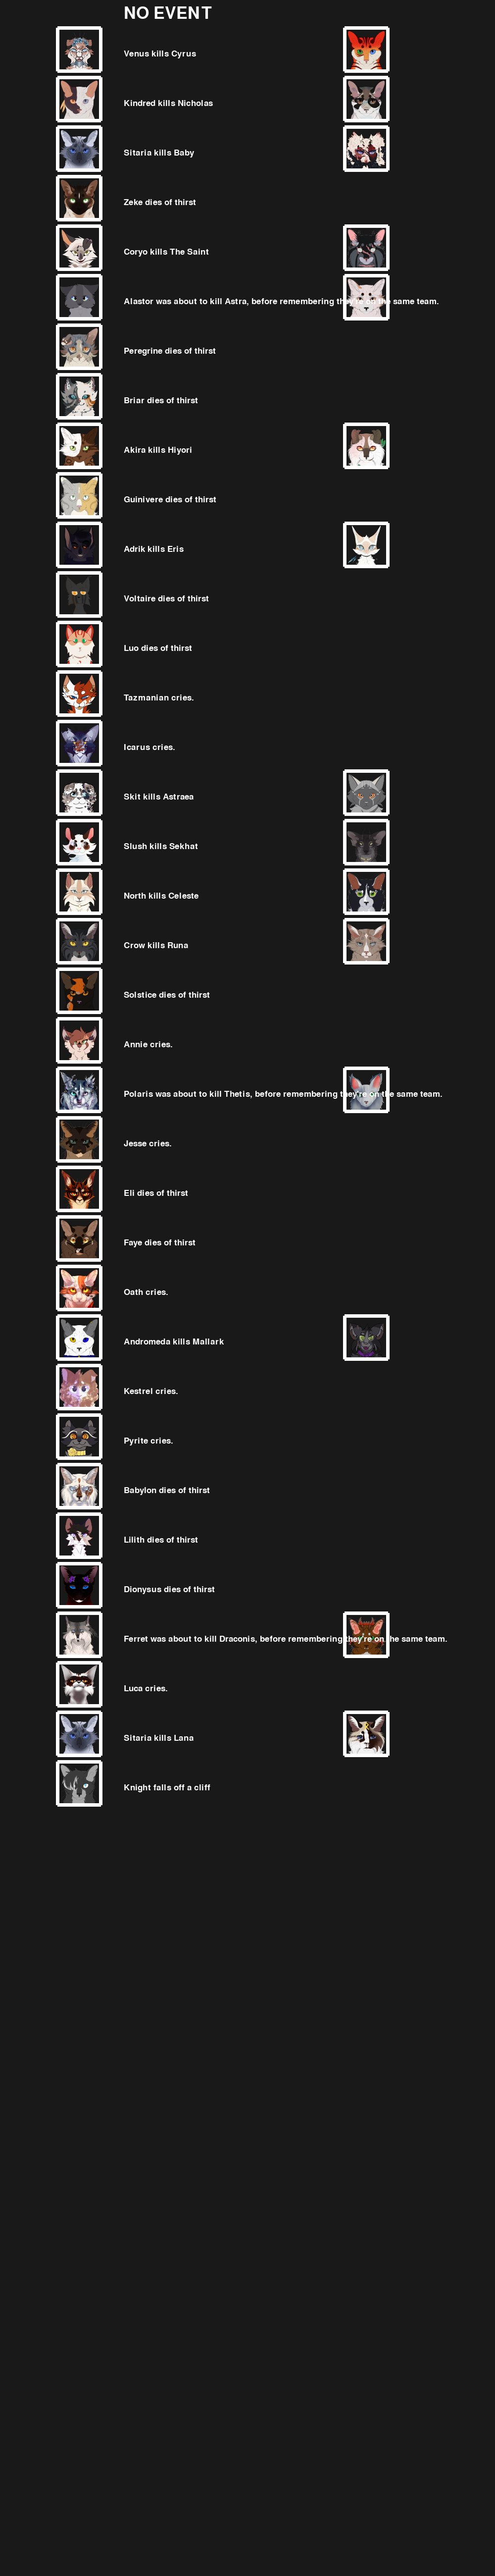 NO EVENT
Venus kills Cyrus
Kindred kills Nicholas
Sitaria kills Baby
Zeke dies of thirst
Coryo kills The Saint
Alastor was about to kill Astra, before remembering they're on the same team.
Peregrine dies of thirst
Briar dies of thirst
Akira kills Hiyori
Guinivere dies of thirst
Adrik kills Eris
Voltaire dies of thirst
Luo dies of thirst
Tazmanian cries.
Icarus cries.
Skit kills Astraea
Slush kills Sekhat
North kills Celeste
Crow kills Runa
Solstice dies of thirst
Annie cries.
Polaris was about to kill Thetis, before remembering they're on the same team.
Jesse cries.
Eli dies of thirst
Faye dies of thirst
Oath cries.
Andromeda kills Mallark
Kestrel cries.
Pyrite cries.
Babylon dies of thirst
Lilith dies of thirst
Dionysus dies of thirst
Ferret was about to kill Draconis, before remembering they're on the same team.
Luca cries.
Sitaria kills Lana
Knight falls off a cliff